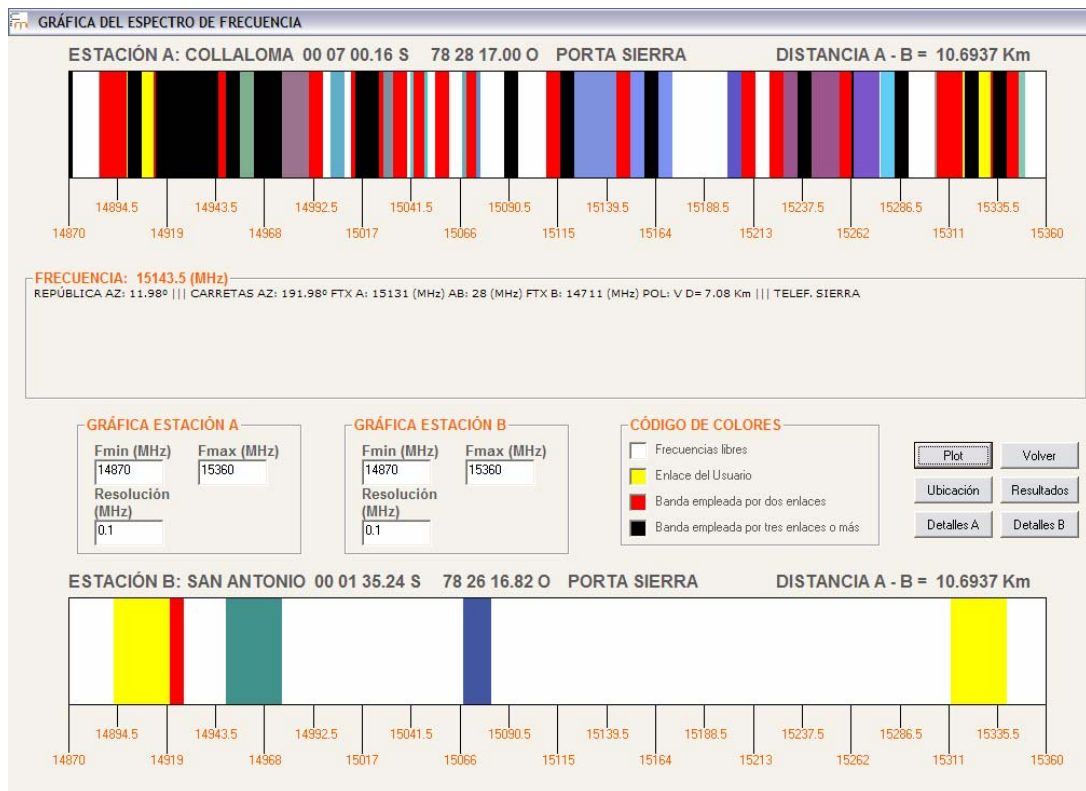 GRÁFICA DEL ESPECTRO DE FRECUENCIA
ESTACIÓN A: COLLALOMA 00 07 00.16 S 78 28 17.00 O PORTA SIERRA DISTANCIA A - B = 10.6937 Km
14894.5 14943.5 14992.5 15041.5 15090.5 15139.5 15188.5 15237.5 15286.5 15335.5
14870 14919 14968 15017 15066 15115 15164 15213 15262 15311 15360
FRECUENCIA: 15143.5 (MHz)
REPÚBLICA AZ: 11.98º ||| CARRETAS AZ: 191.98º FTX A: 15131 (MHz) AB: 28 (MHz) FTX B: 14711 (MHz) POL: V D= 7.08 Km ||| TELEF. SIERRA
GRÁFICA ESTACIÓN A
Fmin (MHz) Fmax (MHz)
14870 15360
Resolución
(MHz)
0.1
GRÁFICA ESTACIÓN B
Fmin (MHz) Fmax (MHz)
14870 15360
Resolución
(MHz)
0.1
CÓDIGO DE COLORES
Frecuencias libres
Enlace del Usuario
Banda empleada por dos enlaces
Banda empleada por tres enlaces o más
Plot Volver
Ubicación Resultados
Detalles A Detalles B
ESTACIÓN B: SAN ANTONIO 00 01 35.24 S 78 26 16.82 O PORTA SIERRA DISTANCIA A - B = 10.6937 Km
14894.5 14943.5 14992.5 15041.5 15090.5 15139.5 15188.5 15237.5 15286.5 15335.5
14870 14919 14968 15017 15066 15115 15164 15213 15262 15311 15360